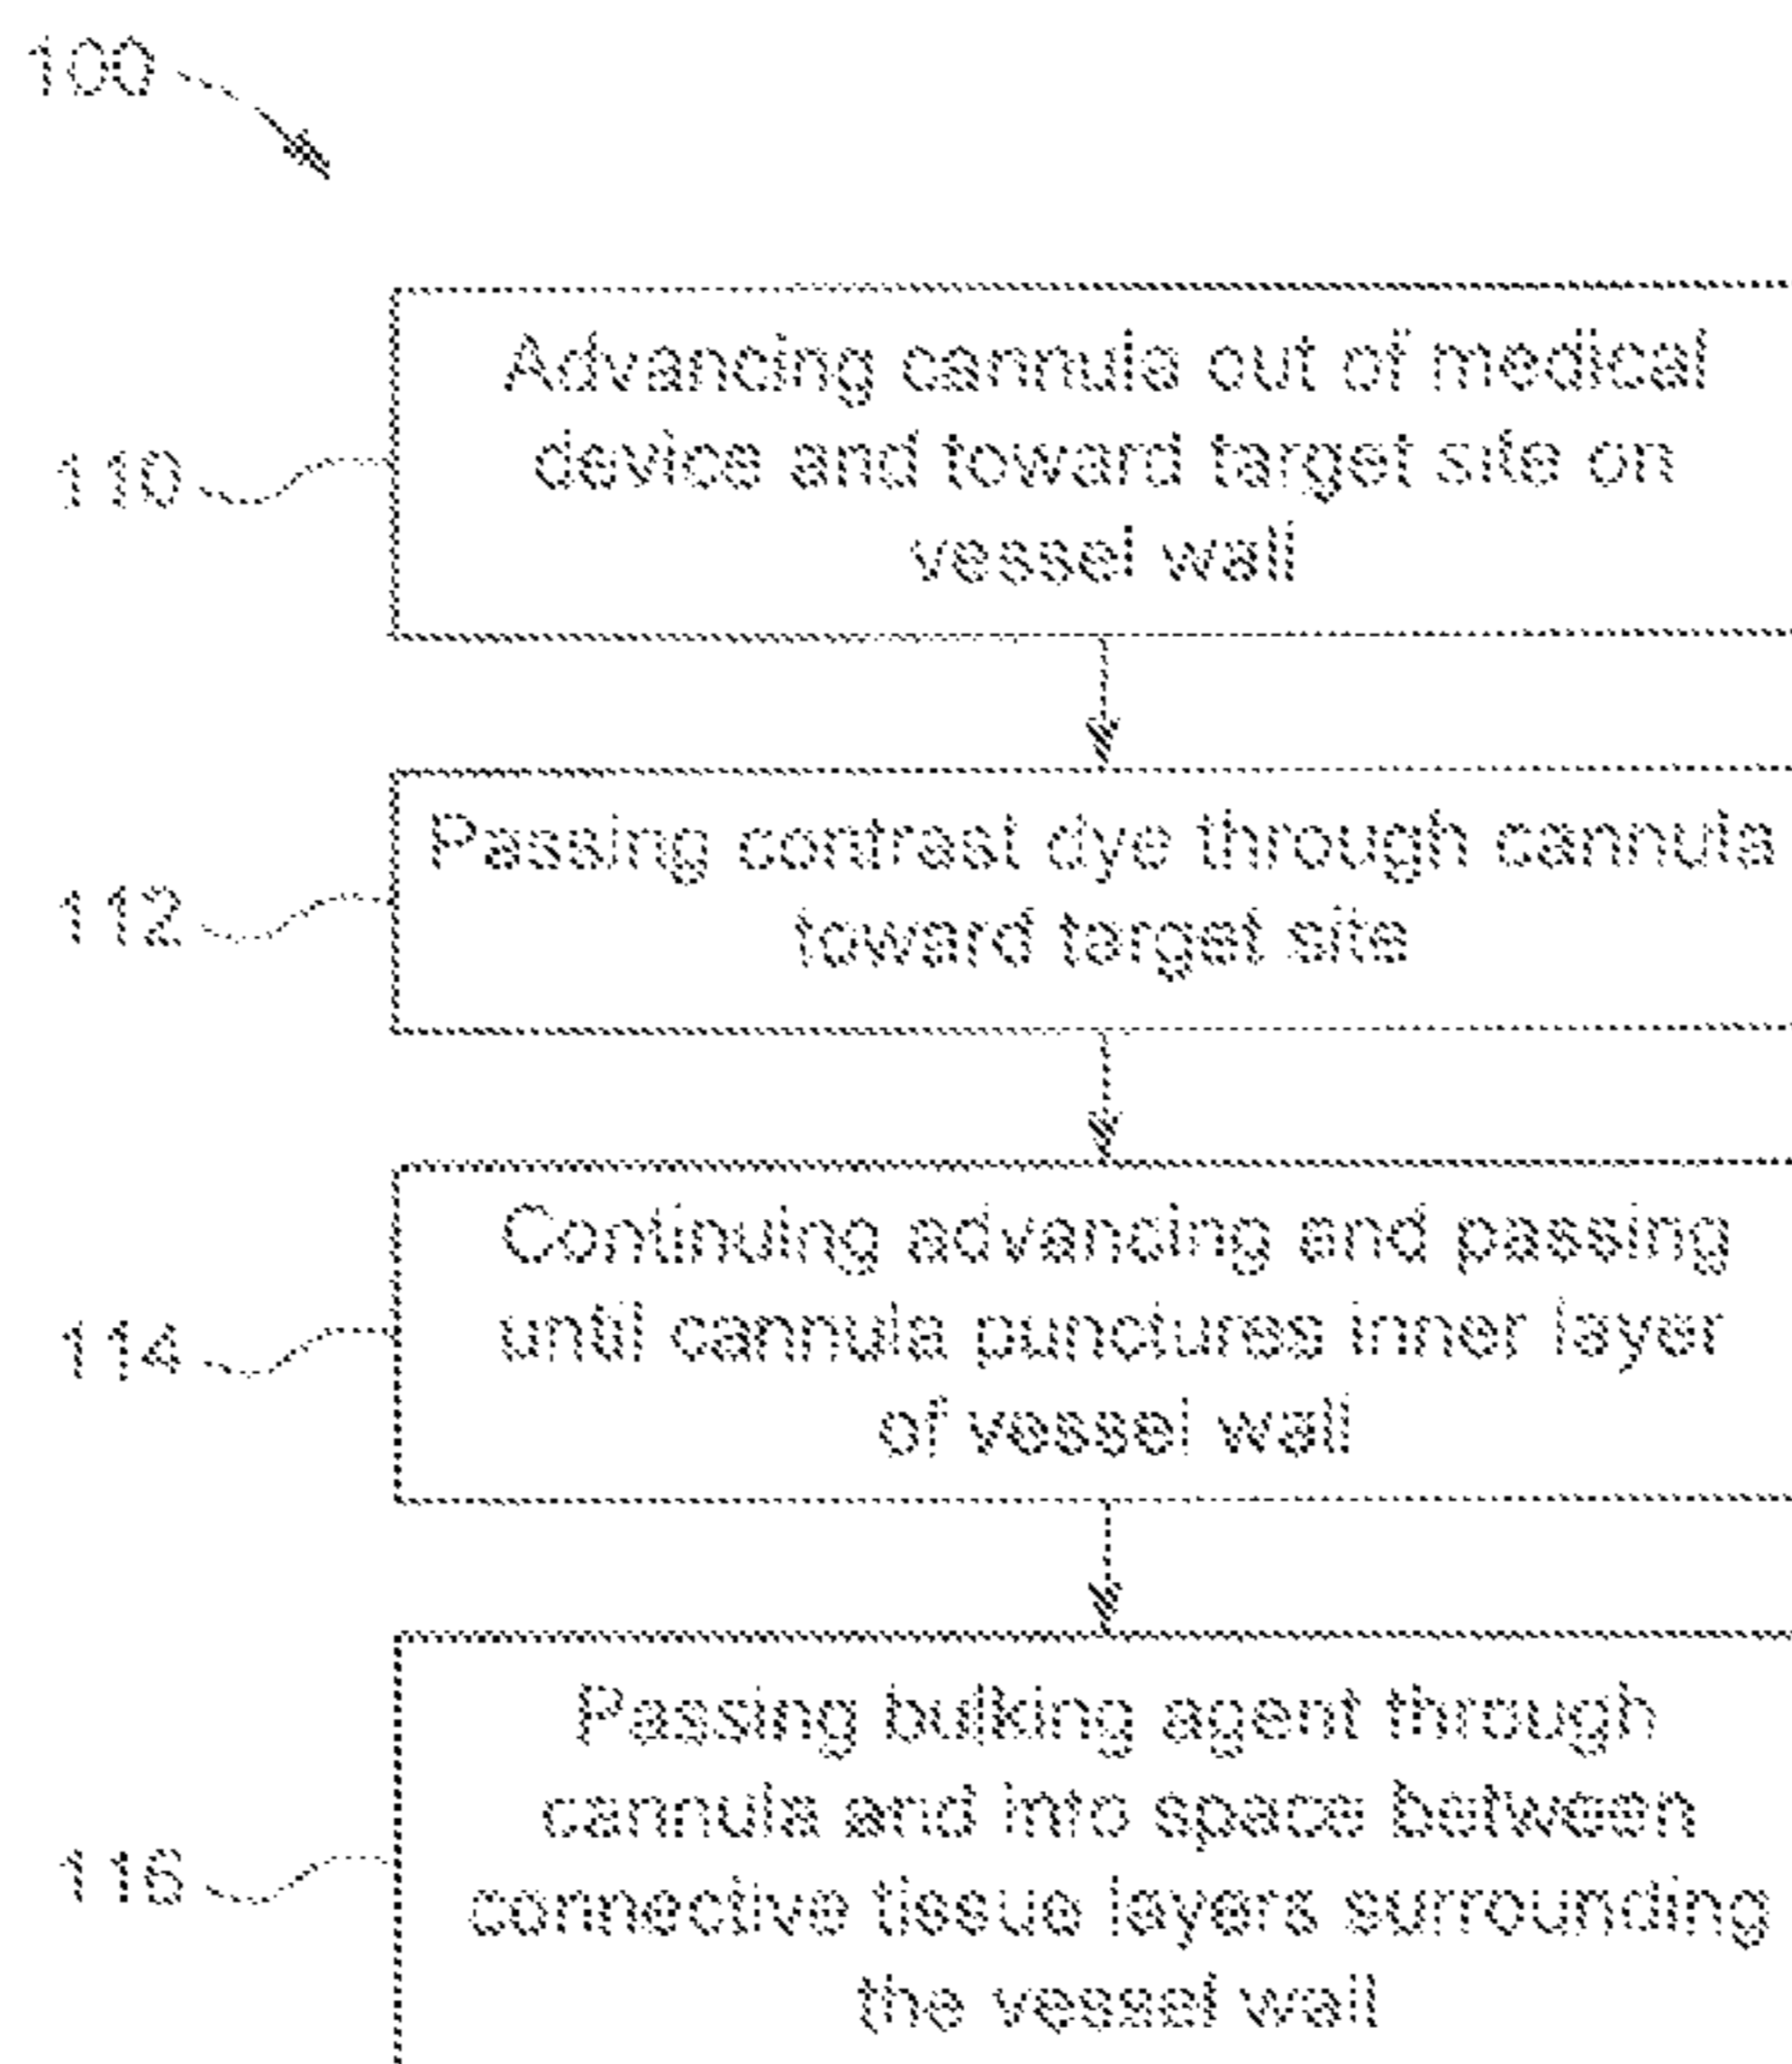 100
110
Advancing cannula out of medical
device and toward target site on
vessel wall
112
Passing contrast dye through cannula
toward target site
114
Continuing advancing and passing
until cannula punctures inner layer
of vessel wall
116
Passing bulking agent through
cannula and into space between
connective tissue layers surrounding
the vessel wall